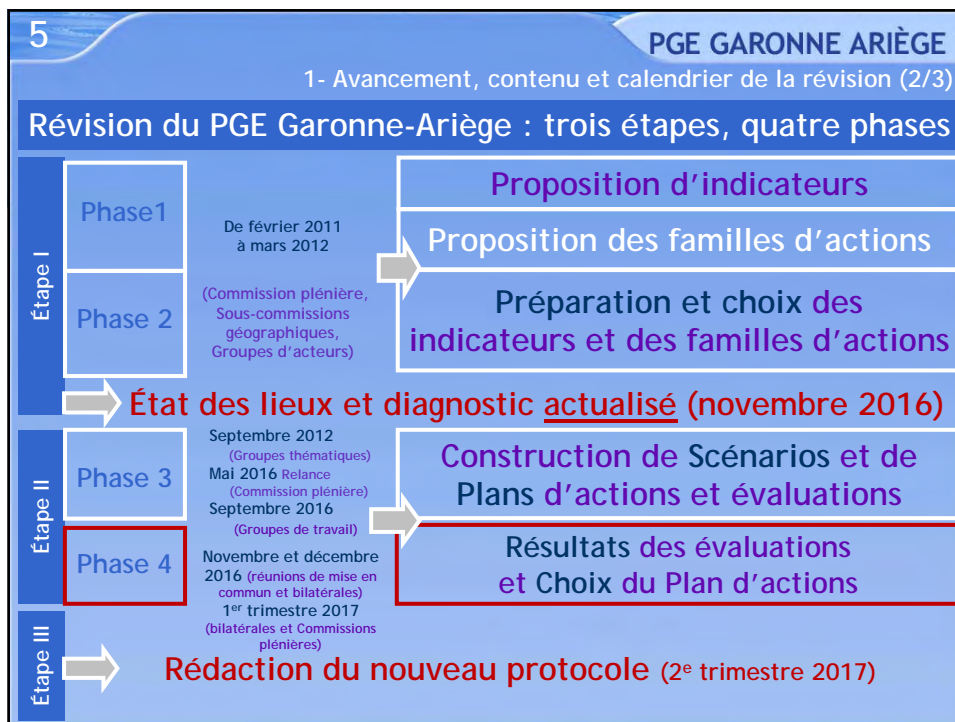 5
PGE GARONNE ARIÈGE
1- Avancement, contenu et calendrier de la révision (2/3)
Révision du PGE Garonne-Ariège : trois étapes, quatre phases
Étape I
Phase1
Phase 2
De février 2011
à mars 2012
(Commission plénière,
Sous-commissions
géographiques,
Groupes d'acteurs)
Proposition d'indicateurs
Proposition des familles d'actions
Préparation et choix des
indicateurs et des familles d'actions
État des lieux et diagnostic actualisé (novembre 2016)
Étape II
Phase 3
Septembre 2012
(Groupes thématiques)
Mai 2016 Relance
(Commission plénière)
Septembre 2016
(Groupes de travail)
Construction de Scénarios et de
Plans d'actions et évaluations
Phase 4
Novembre et décembre
2016 (réunions de mise en
commun et bilatérales)
1er trimestre 2017
(bilatérales et Commissions
plénières)
Résultats des évaluations
et Choix du Plan d'actions
Étape III
Rédaction du nouveau protocole (2e trimestre 2017)